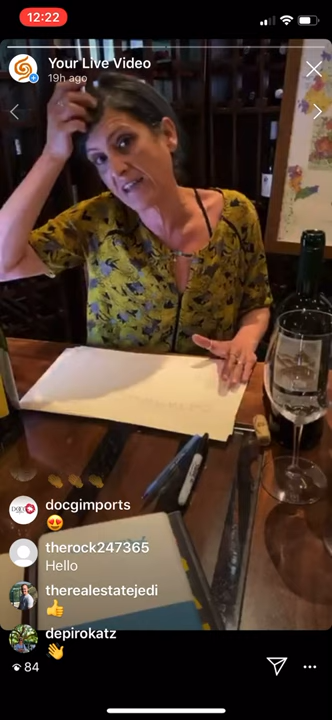 12:22
Your Live Video
19h ago
docgimports
therock247365
Hello
therealestatejedi
depirokatz
84